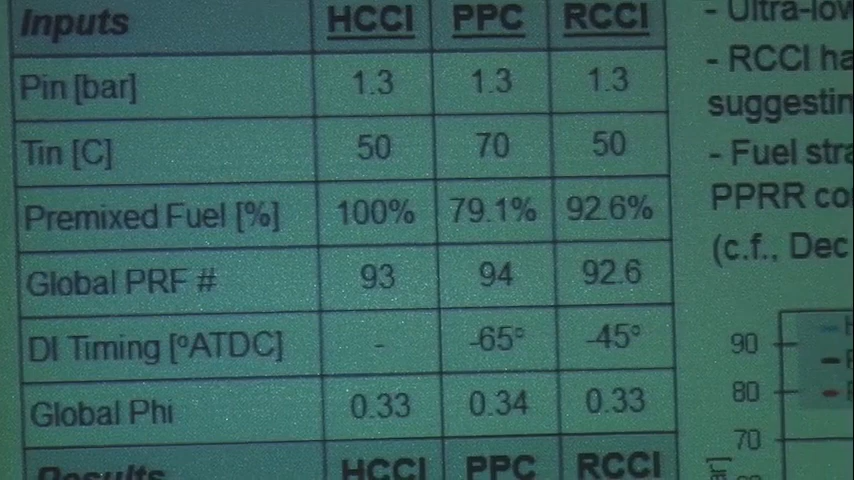 Inputs HCCI PPC RCCI
Pin [bar] 1.3 1.3 1.3
Tin [C] 50 70 50
Premixed Fuel [%] 100% 79.1% 92.6%
Global PRF # 93 94 92.6
DI Timing [ºATDC] - -65° -45°
Global Phi 0.33 0.34 0.33
Results HCCI PPC RCCI
- Ultra-low
- RCCI ha
suggestin
- Fuel stra
PPRR co
(c.f., Dec
90
80
70